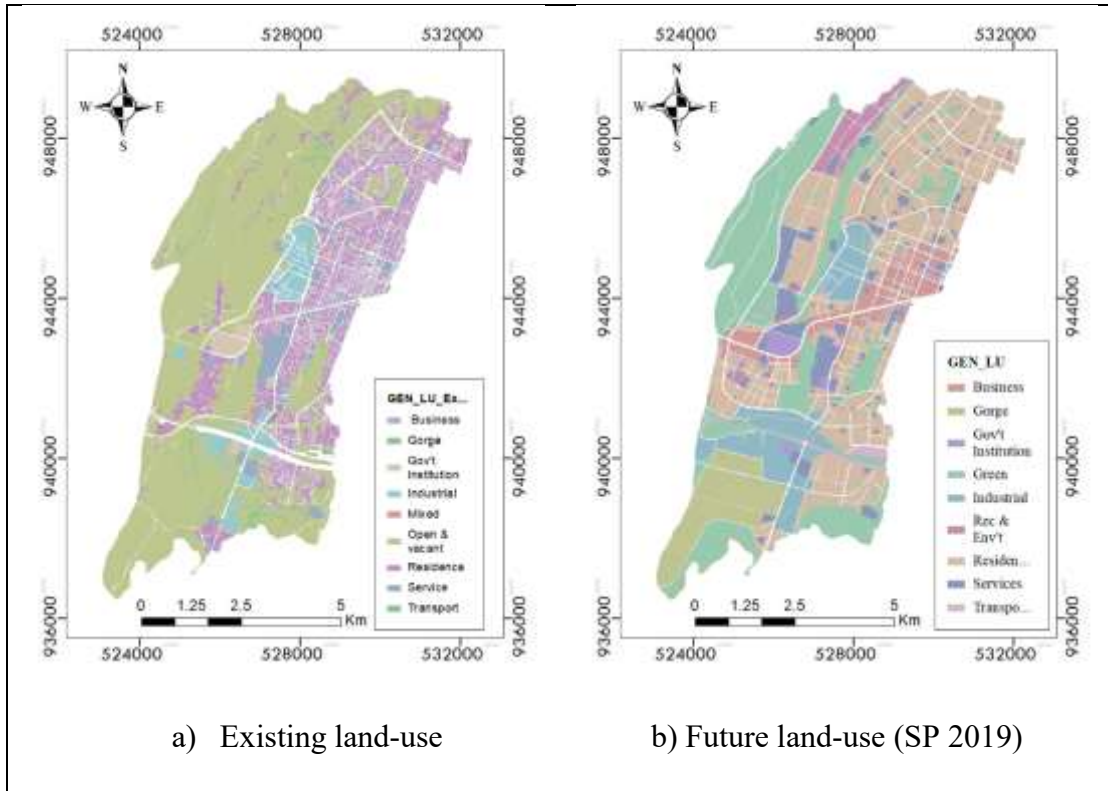 524000 528000 532000
N
W E
S
948000 948000
944000 944000
940000 940000
936000 936000
GEN_LU_Ex...
Business
Gorge
Gov't
Institution
Industrial
Mixed
Open &
vacant
Residence
Service
Transport
0 1.25 2.5 5
Km
524000 528000 532000
a) Existing land-use
524000 528000 532000
N
W E
S
948000 948000
944000 944000
940000 940000
936000 936000
GEN_LU
Business
Gorge
Gov't
Institution
Green
Industrial
Rec &
Env't
Residen...
Services
Transpo...
0 1.25 2.5 5
Km
524000 528000 532000
b) Future land-use (SP 2019)